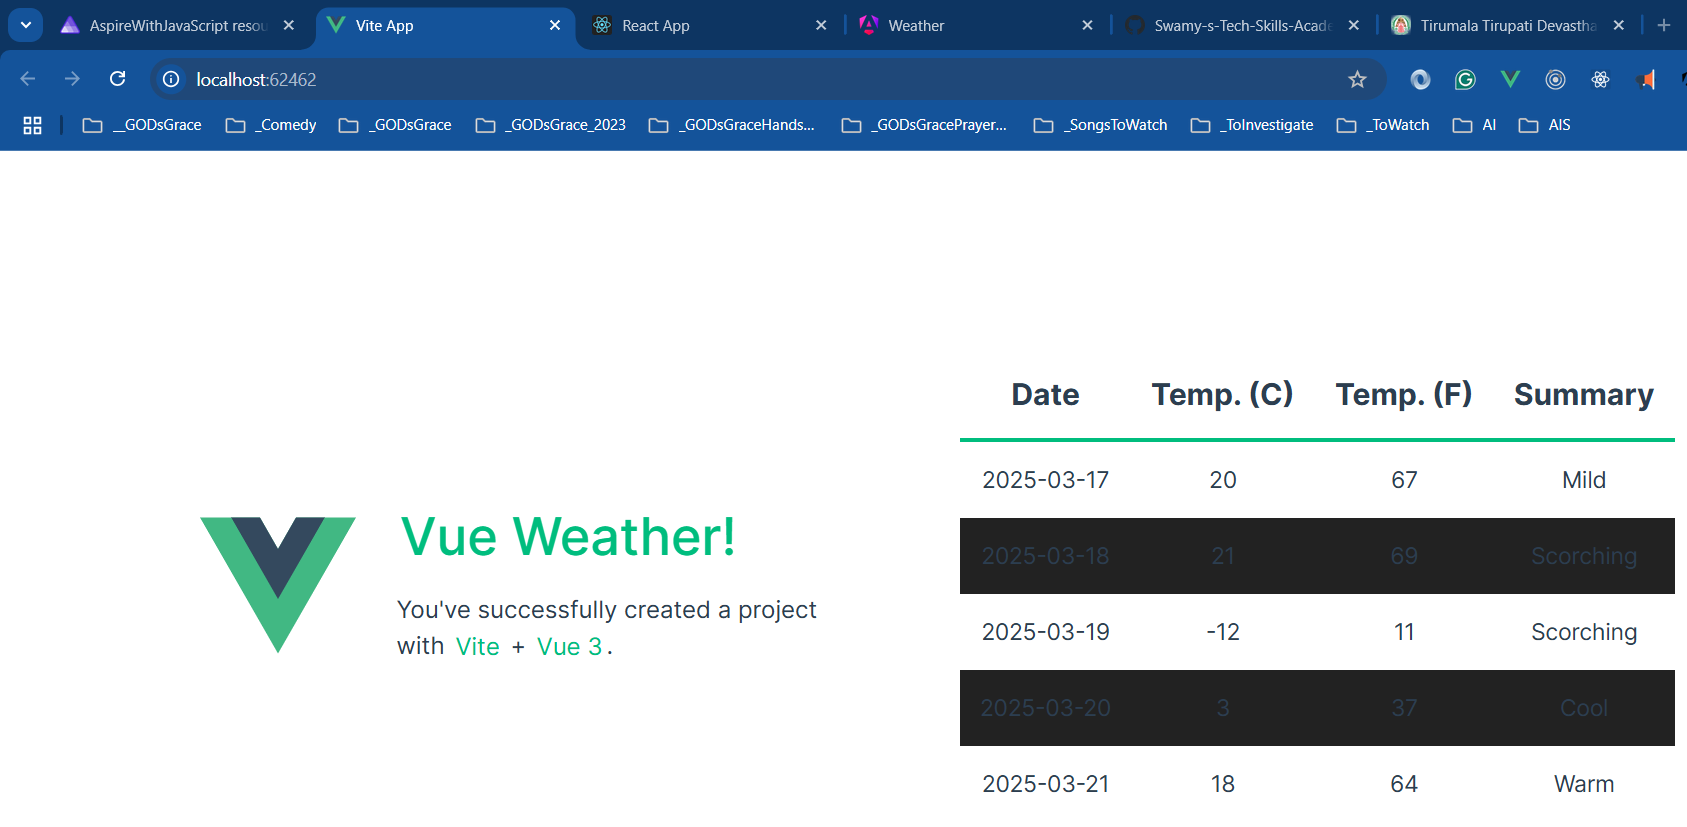 AspireWithJavaScript resou
Vite App
React App
Weather
Swamy-s-Tech-Skills-Acade
Tirumala Tirupati Devastha
localhost:62462
__GODsGrace
_Comedy
_GODsGrace
_GODsGrace_2023
_GODsGraceHands...
_GODsGracePrayer...
_SongsToWatch
_ToInvestigate
_ToWatch
AI
AIS
Vue Weather!
You've successfully created a project
with Vite + Vue 3.
Date Temp. (C) Temp. (F) Summary
2025-03-17 20 67 Mild
2025-03-18 21 69 Scorching
2025-03-19 -12 11 Scorching
2025-03-20 3 37 Cool
2025-03-21 18 64 Warm